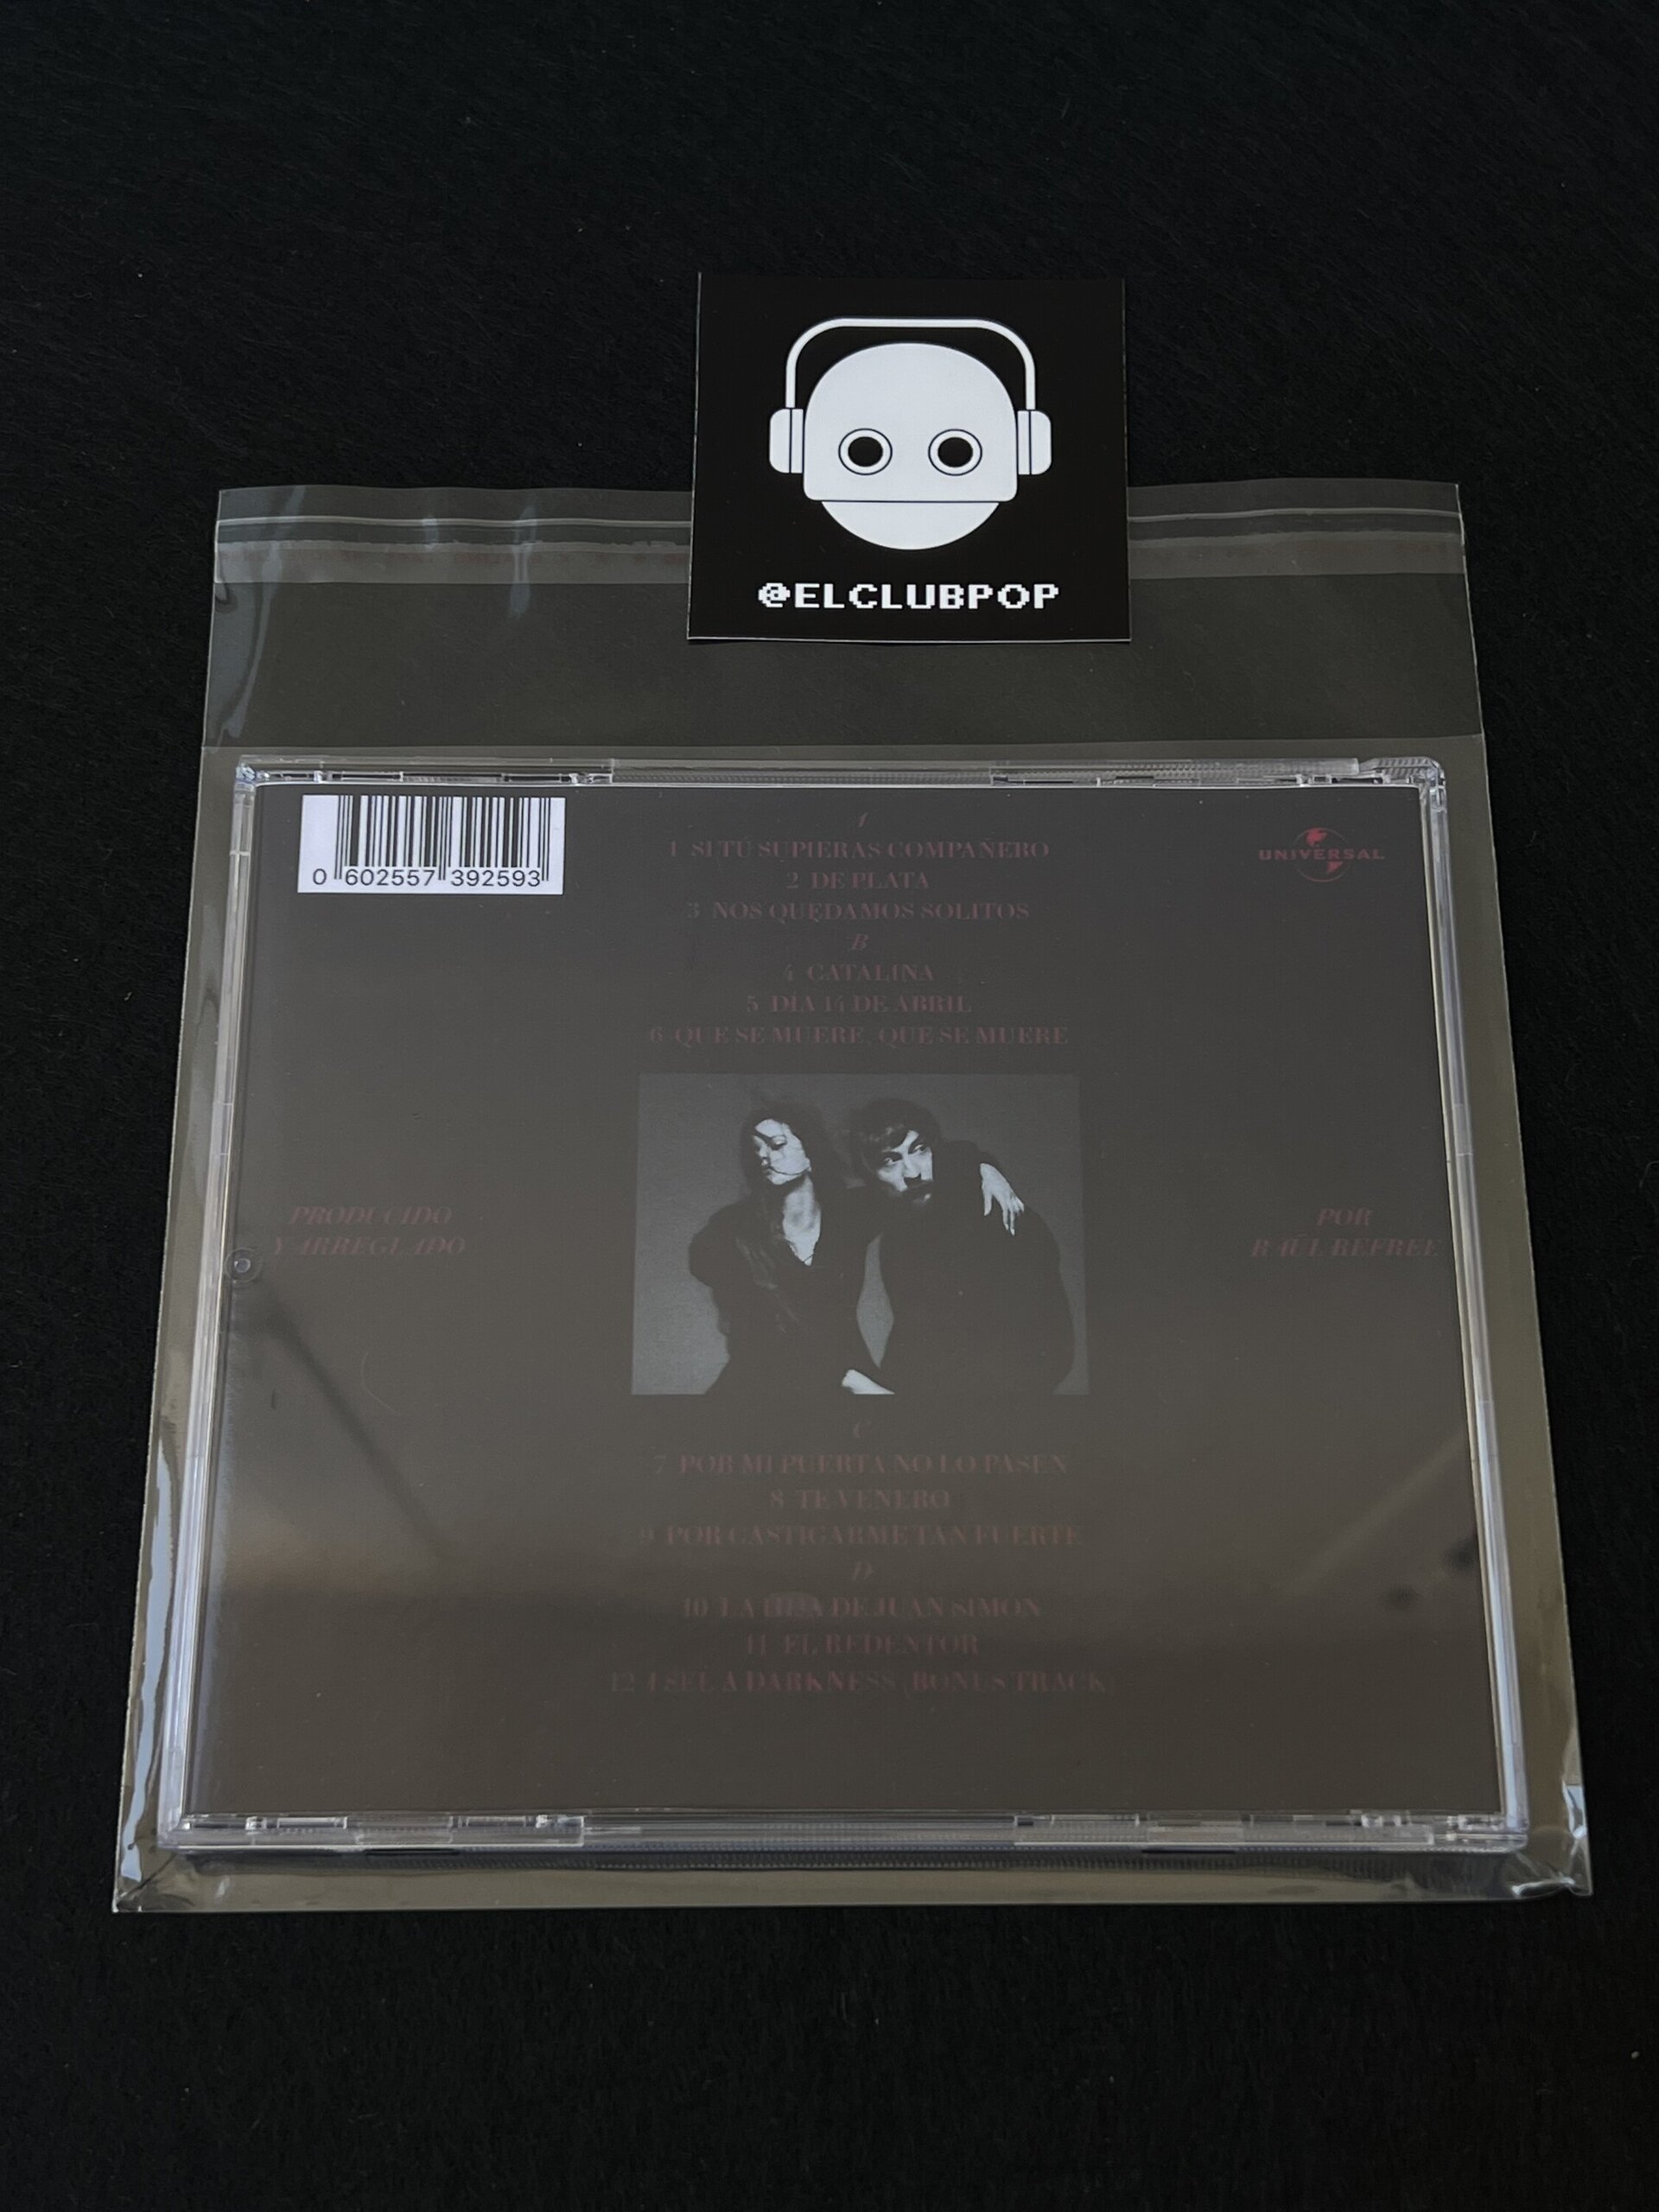 @ELCLUBPOP
0 602557 392593
UNIVERSAL
A
1 SI TÚ SUPIERAS COMPAÑERO
2 DE PLATA
3 NOS QUEDAMOS SOLITOS
B
4 CATALINA
5 DÍA 14 DE ABRIL
6 QUE SE MUERE, QUE SE MUERE
PRODUCIDO
Y ARREGLADO
POR
RAÜL REFREE
C
7 POR MI PUERTA NO LO PASEN
8 TE VENERO
9 POR CASTIGARME TAN FUERTE
D
10 LA HIJA DE JUAN SIMÓN
11 EL REDENTOR
12 I SEE A DARKNESS (BONUS TRACK)